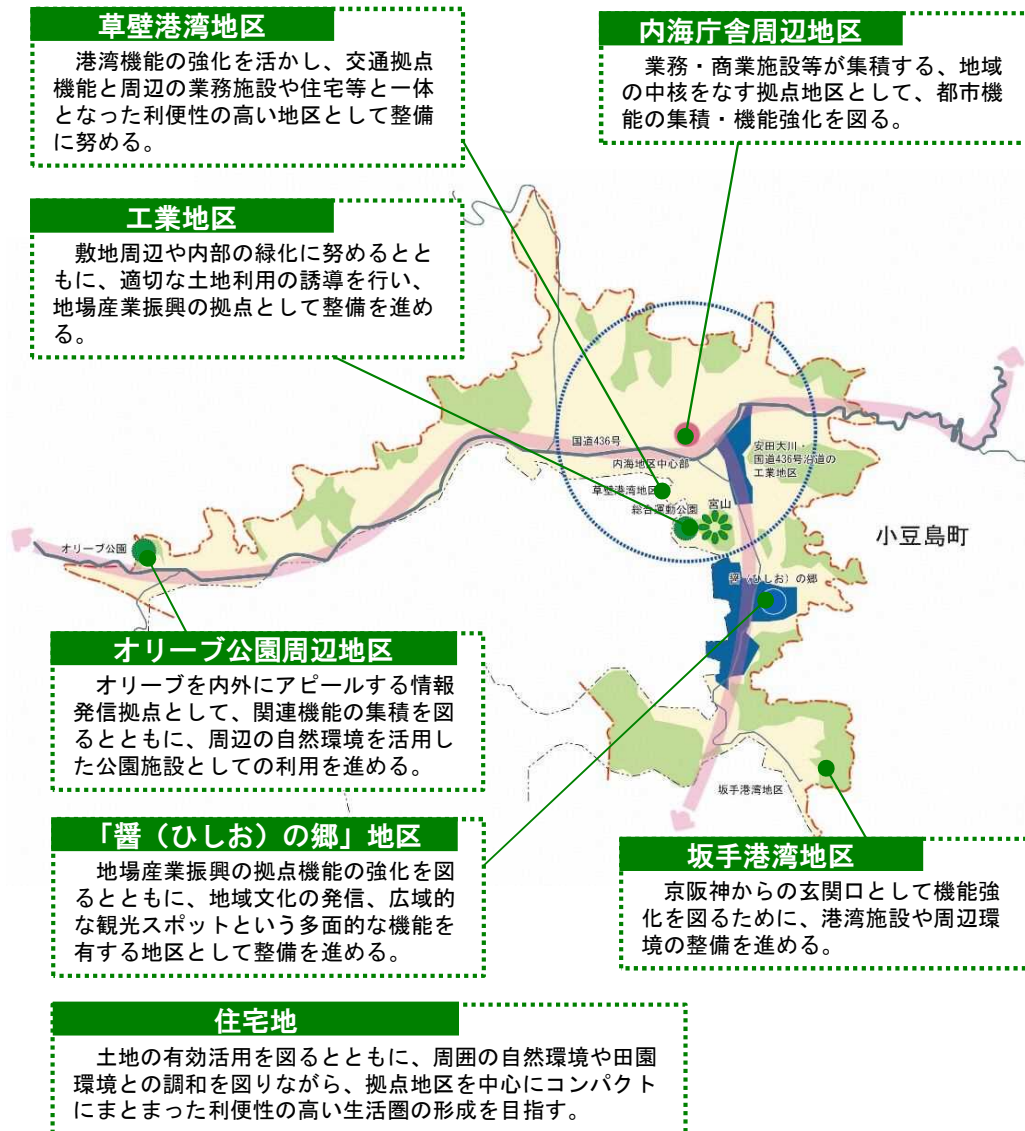 草壁港湾地区
港湾機能の強化を活かし、交通拠点
機能と周辺の業務施設や住宅等と一体
となった利便性の高い地区として整備
に努める。
内海庁舎周辺地区
業務・商業施設等が集積する、地域
の中核をなす拠点地区として、都市機
能の集積・機能強化を図る。
工業地区
敷地周辺や内部の緑化に努めるとと
もに、適切な土地利用の誘導を行い、
地場産業振興の拠点として整備を進め
る。
国道436号
内海地区中心部
安田大川・
国道436号沿道の
工業地区
草壁港湾地区
総合運動公園
宮山
小豆島町
オリーブ公園
醤(ひしお)の郷
オリーブ公園周辺地区
オリーブを内外にアピールする情報
発信拠点として、関連機能の集積を図
るとともに、周辺の自然環境を活用し
た公園施設としての利用を進める。
坂手港湾地区
「醤(ひしお)の郷」地区
地場産業振興の拠点機能の強化を図
るとともに、地域文化の発信、広域的
な観光スポットという多面的な機能を
有する地区として整備を進める。
坂手港湾地区
京阪神からの玄関口として機能強
化を図るために、港湾施設や周辺環
境の整備を進める。
住宅地
土地の有効活用を図るとともに、周囲の自然環境や田園
環境との調和を図りながら、拠点地区を中心にコンパクト
にまとまった利便性の高い生活圏の形成を目指す。